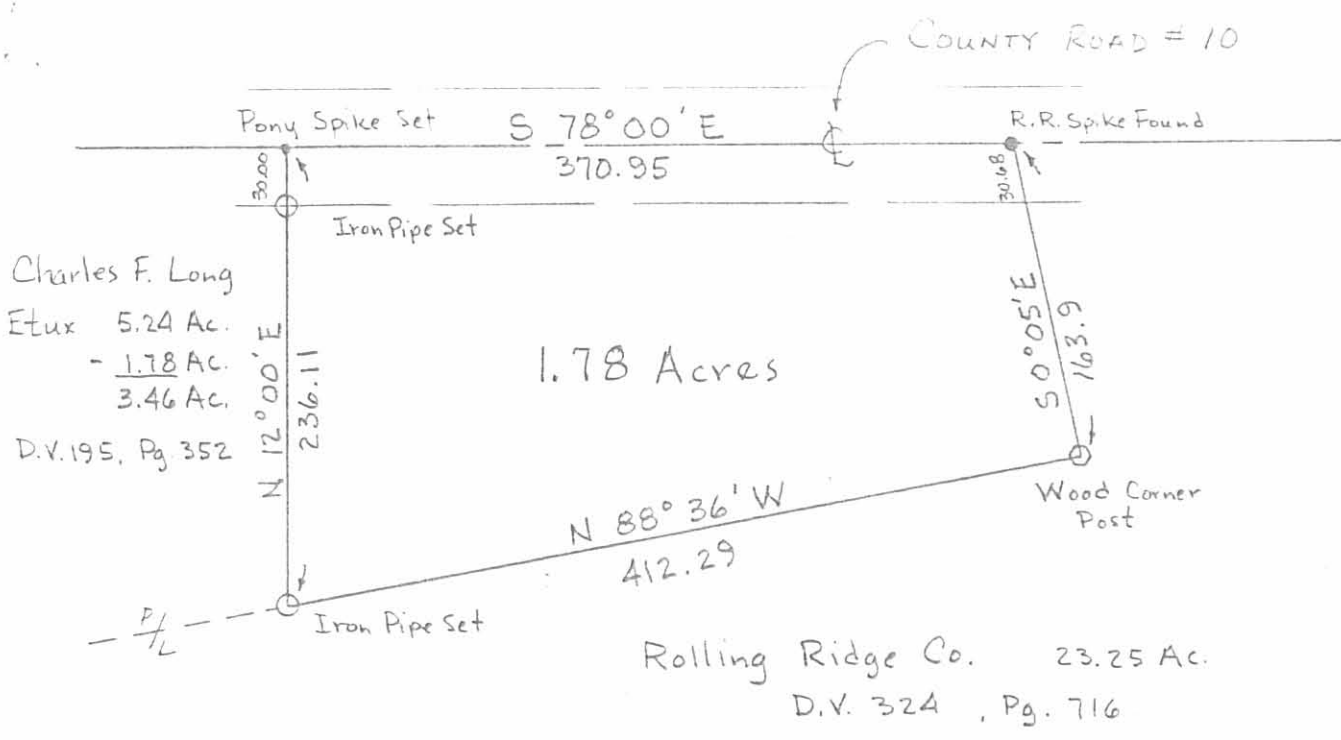 COUNTY ROAD # 10
Pony Spike Set
S 78°00'E
370.95
R.R. Spike Found
30.00
30.68
Iron Pipe Set
Charles F. Long
Etux 5.24 Ac.
- 1.78 Ac.
3.46 Ac.
D.V. 195, Pg. 352
N 12°00'E
236.11
1.78 Acres
S 0°05'E
163.9
Wood Corner
Post
N 88°36'W
412.29
P/L
Iron Pipe Set
Rolling Ridge Co. 23.25 Ac.
D.V. 324, Pg. 716